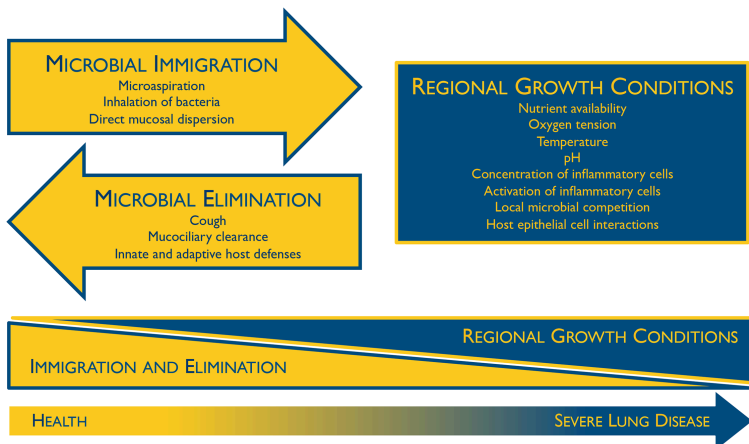 MICROBIAL IMMIGRATION
Microaspiration
Inhalation of bacteria
Direct mucosal dispersion
MICROBIAL ELIMINATION
Cough
Mucociliary clearance
Innate and adaptive host defenses
REGIONAL GROWTH CONDITIONS
Nutrient availability
Oxygen tension
Temperature
pH
Concentration of inflammatory cells
Activation of inflammatory cells
Local microbial competition
Host epithelial cell interactions
REGIONAL GROWTH CONDITIONS
IMMIGRATION AND ELIMINATION
HEALTH
SEVERE LUNG DISEASE